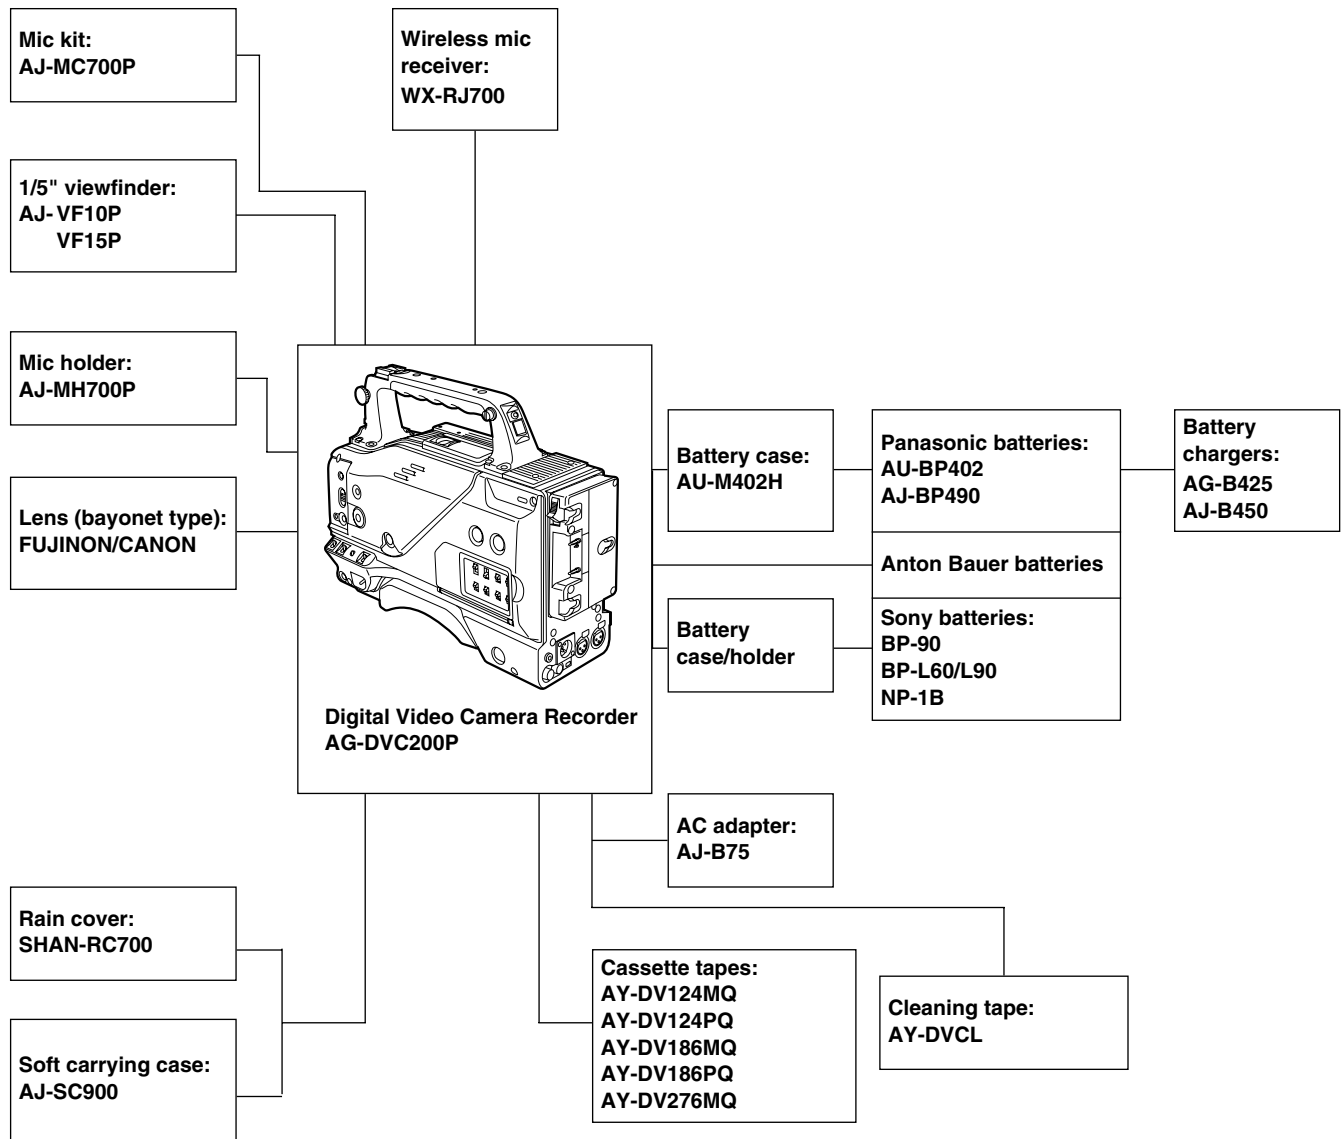 Mic kit:
AJ-MC700P
Wireless mic
receiver:
WX-RJ700
1/5" viewfinder:
AJ- VF10P
VF15P
Mic holder:
AJ-MH700P
Lens (bayonet type):
FUJINON/CANON
Digital Video Camera Recorder
AG-DVC200P
Battery case:
AU-M402H
Panasonic batteries:
AU-BP402
AJ-BP490
Battery
chargers:
AG-B425
AJ-B450
Anton Bauer batteries
Battery
case/holder
Sony batteries:
BP-90
BP-L60/L90
NP-1B
AC adapter:
AJ-B75
Rain cover:
SHAN-RC700
Soft carrying case:
AJ-SC900
Cassette tapes:
AY-DV124MQ
AY-DV124PQ
AY-DV186MQ
AY-DV186PQ
AY-DV276MQ
Cleaning tape:
AY-DVCL